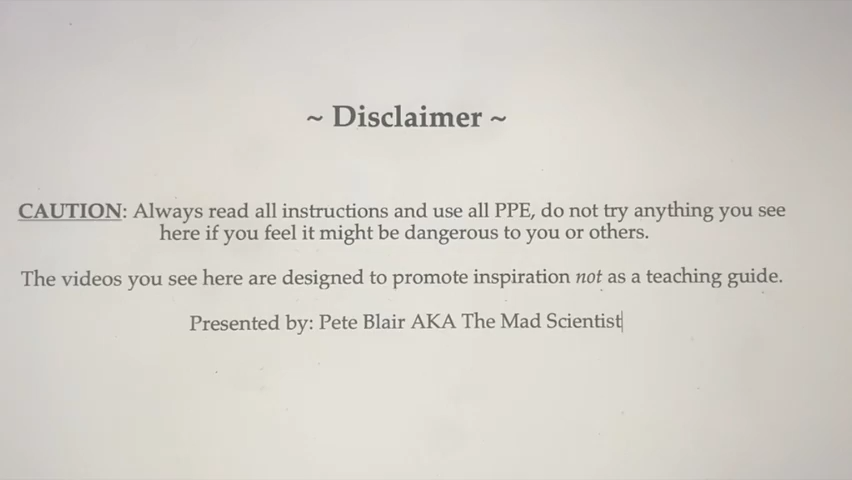 ~ Disclaimer ~
CAUTION: Always read all instructions and use all PPE, do not try anything you see
here if you feel it might be dangerous to you or others.
The videos you see here are designed to promote inspiration not as a teaching guide.
Presented by: Pete Blair AKA The Mad Scientist